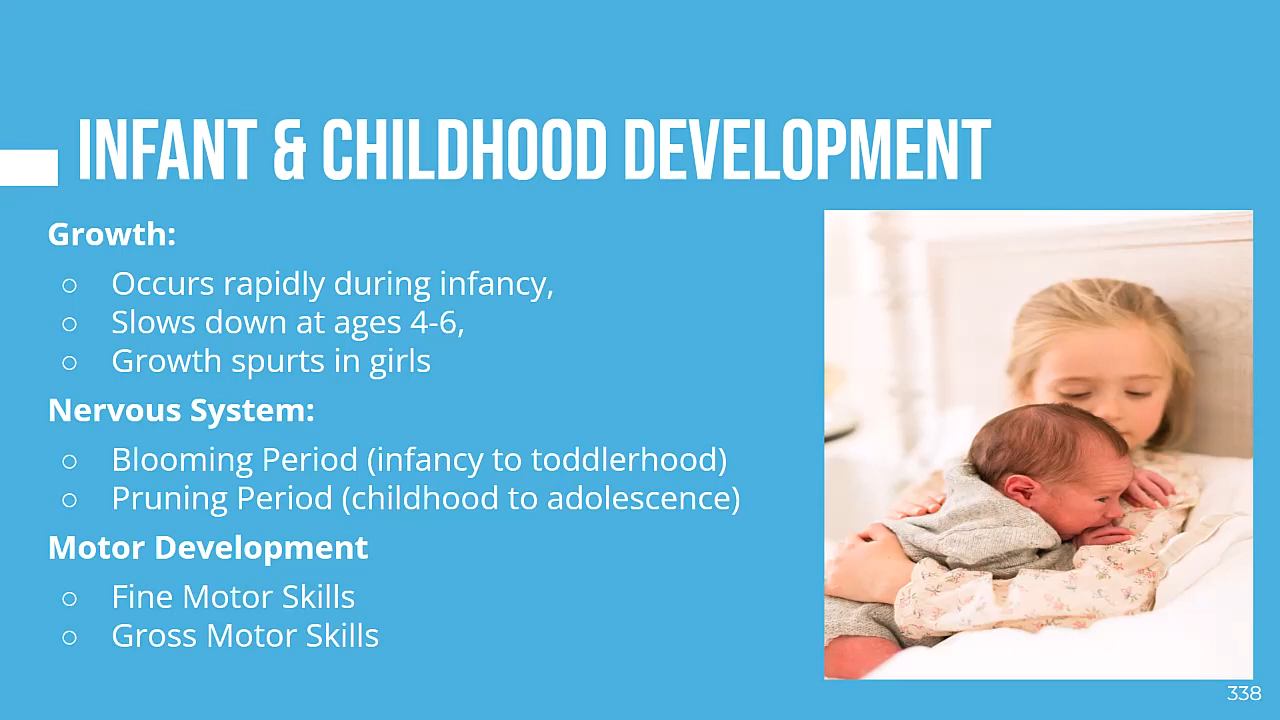 INFANT & CHILDHOOD DEVELOPMENT
Growth:
○ Occurs rapidly during infancy,
○ Slows down at ages 4-6,
○ Growth spurts in girls
Nervous System:
○ Blooming Period (infancy to toddlerhood)
○ Pruning Period (childhood to adolescence)
Motor Development
○ Fine Motor Skills
○ Gross Motor Skills
338